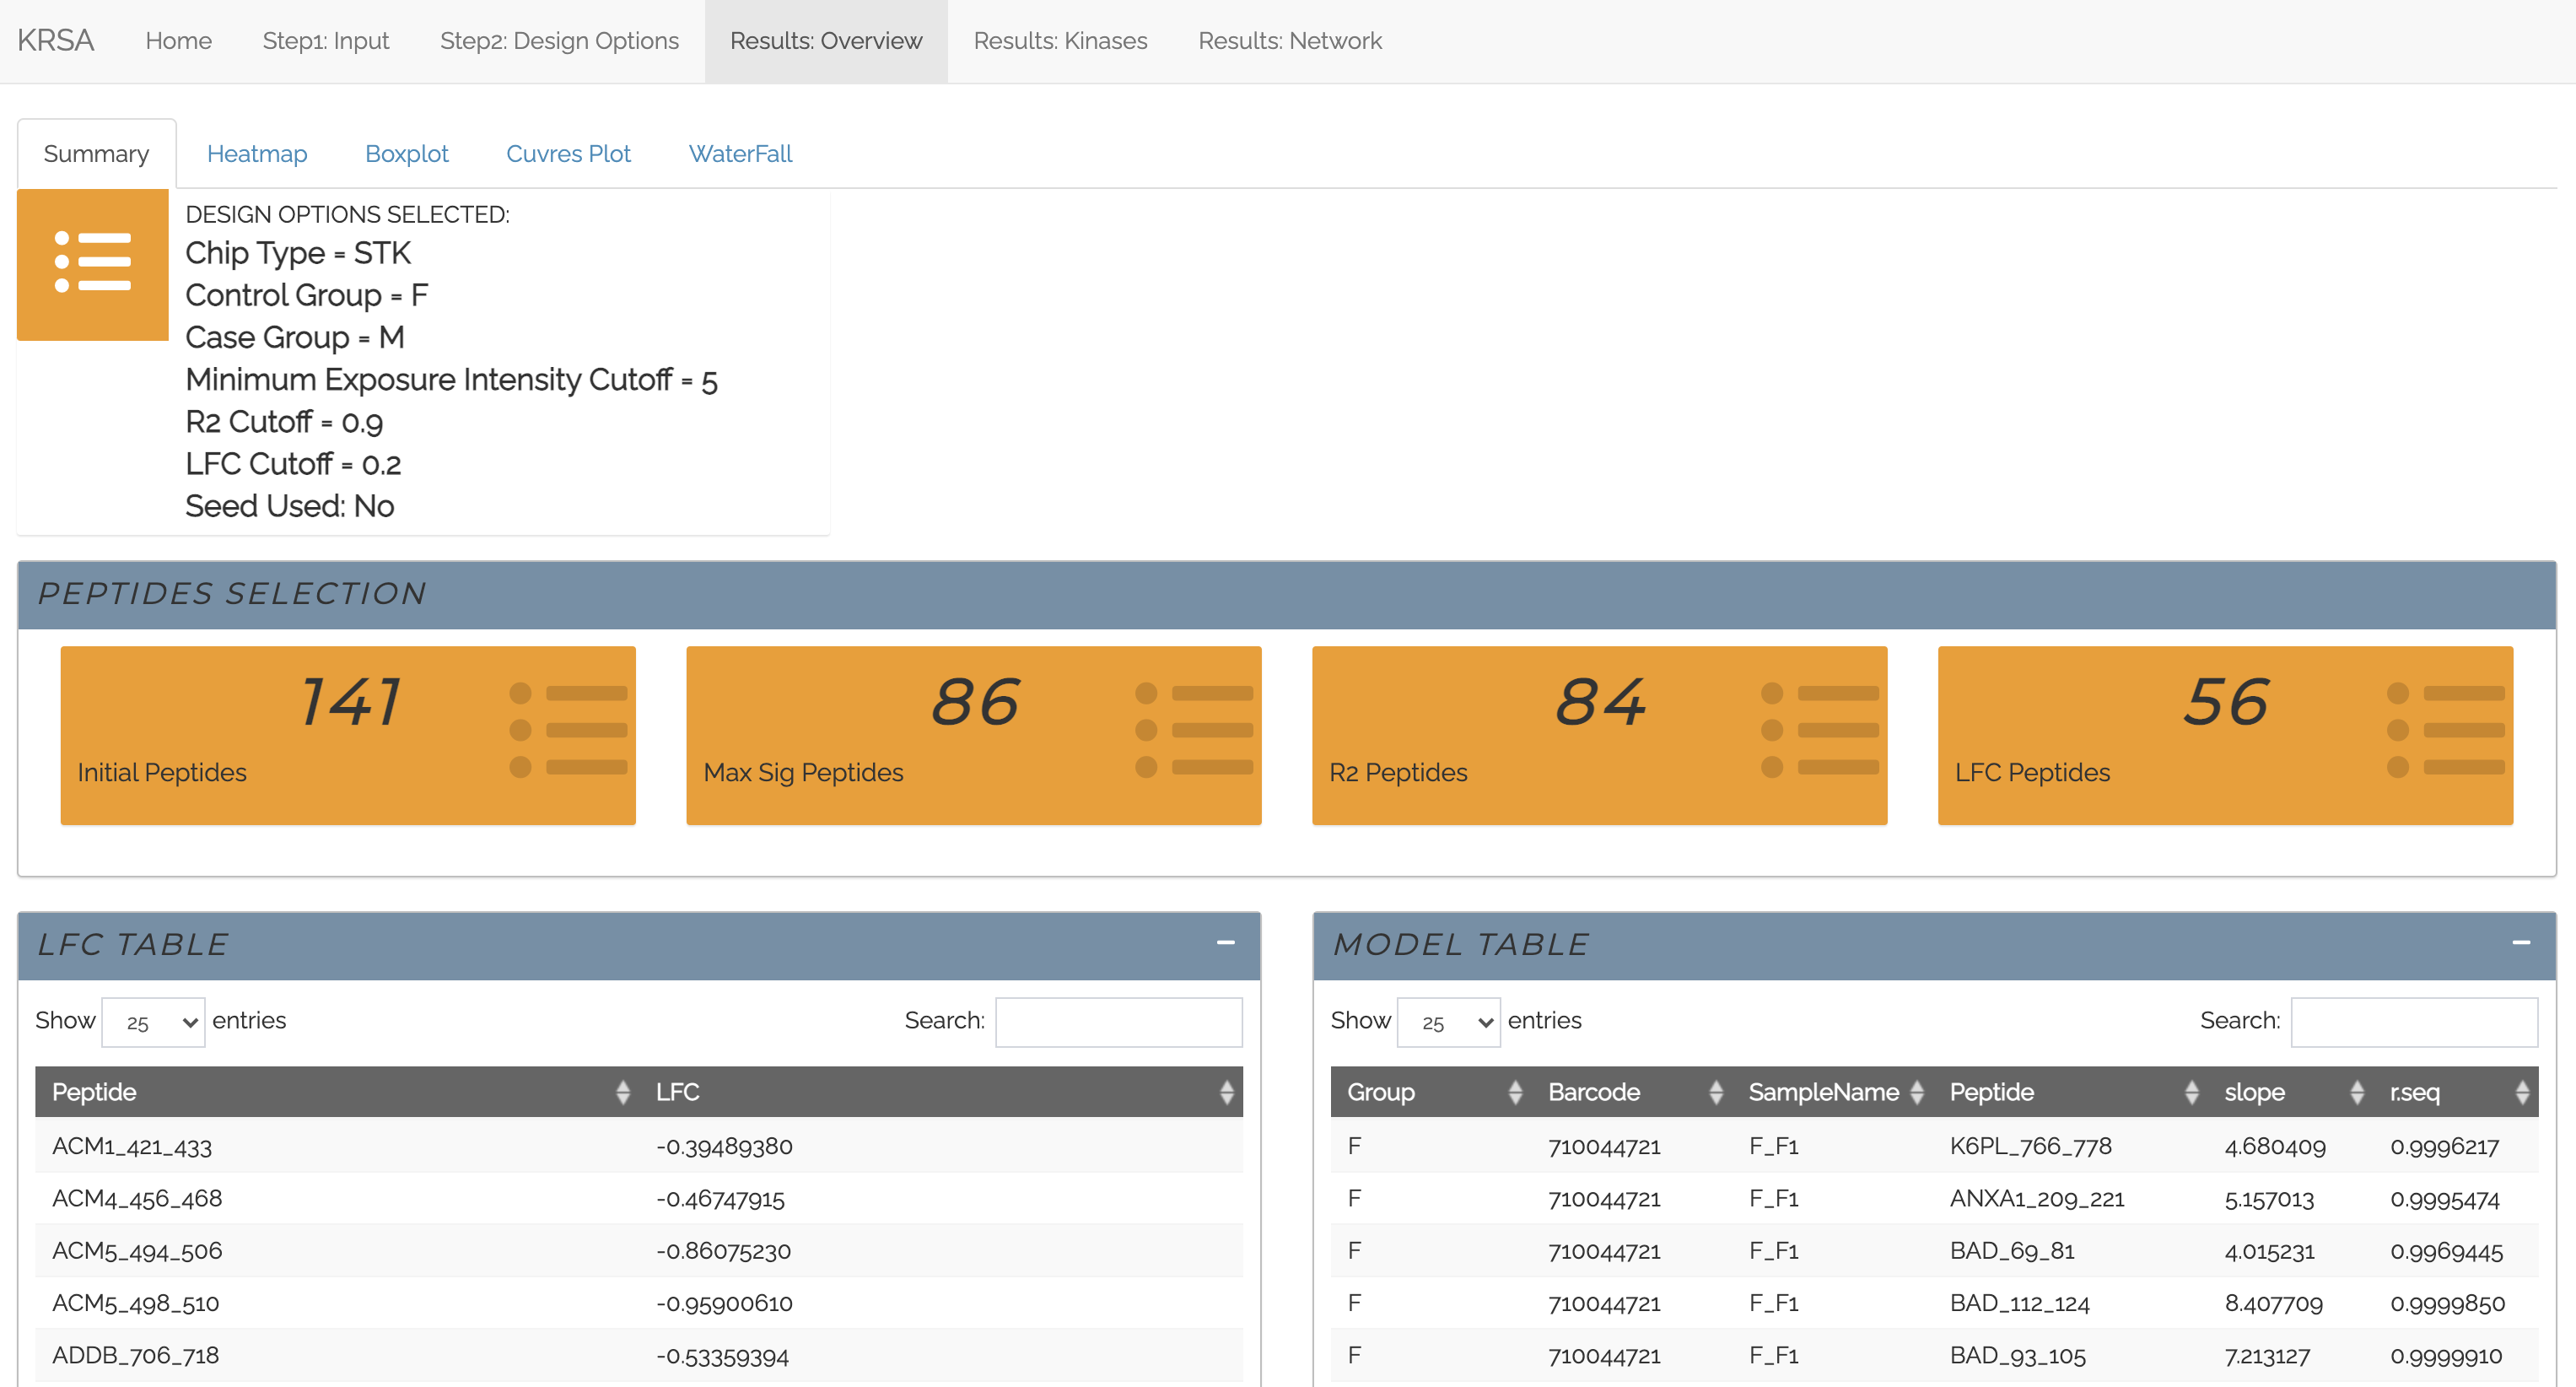 KRSA Home Step1: Input Step2: Design Options Results: Overview Results: Kinases Results: Network
Summary Heatmap Boxplot Cuvres Plot WaterFall
DESIGN OPTIONS SELECTED:
Chip Type = STK
Control Group = F
Case Group = M
Minimum Exposure Intensity Cutoff = 5
R2 Cutoff = 0.9
LFC Cutoff = 0.2
Seed Used: No
PEPTIDES SELECTION
141
Initial Peptides
86
Max Sig Peptides
84
R2 Peptides
56
LFC Peptides
LFC TABLE
Show 25 entries Search:
Peptide LFC
ACM1_421_433 -0.39489380
ACM4_456_468 -0.46747915
ACM5_494_506 -0.86075230
ACM5_498_510 -0.95900610
ADDB_706_718 -0.53359394
MODEL TABLE
Show 25 entries Search:
Group Barcode SampleName Peptide slope r.seq
F 710044721 F_F1 K6PL_766_778 4.680409 0.9996217
F 710044721 F_F1 ANXA1_209_221 5.157013 0.9995474
F 710044721 F_F1 BAD_69_81 4.015231 0.9969445
F 710044721 F_F1 BAD_112_124 8.407709 0.9999850
F 710044721 F_F1 BAD_93_105 7.213127 0.9999910